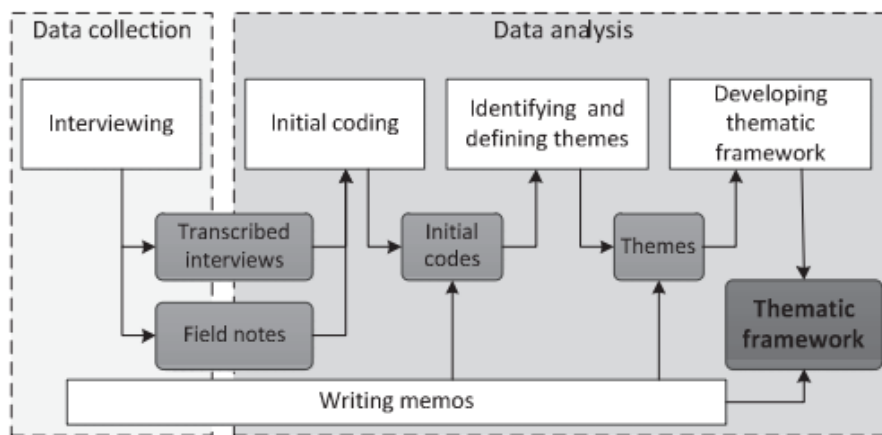 Data collection
Data analysis
Interviewing
Initial coding
Identifying and
defining themes
Developing
thematic
framework
Transcribed
interviews
Initial
codes
Themes
Field notes
Thematic
framework
Writing memos